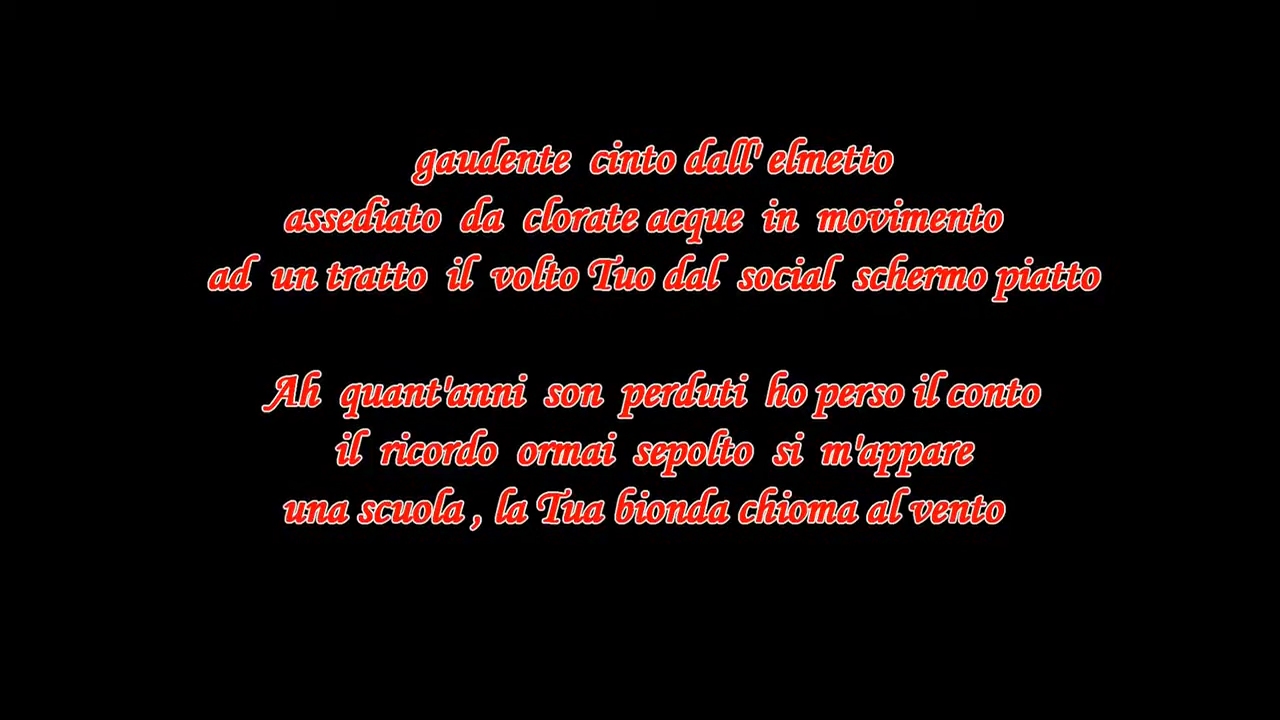 gaudente cinto dall' elmetto
assediato da clorate acque in movimento
ad un tratto il volto Tuo dal social schermo piatto
Ah quant'anni son perduti ho perso il conto
il ricordo ormai sepolto si m'appare
una scuola , la Tua bionda chioma al vento